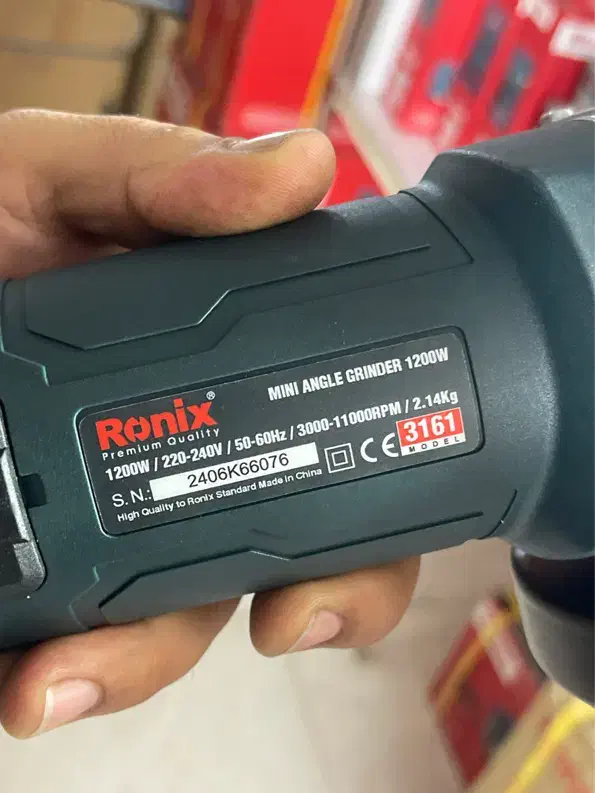 MINI ANGLE GRINDER 1200W
Ronix®
Premium Quality
1200W / 220-240V / 50-60Hz / 3000-11000RPM / 2.14Kg
S. N.: 2406K66076
CE
3161
MODEL
High Quality to Ronix Standard Made in China